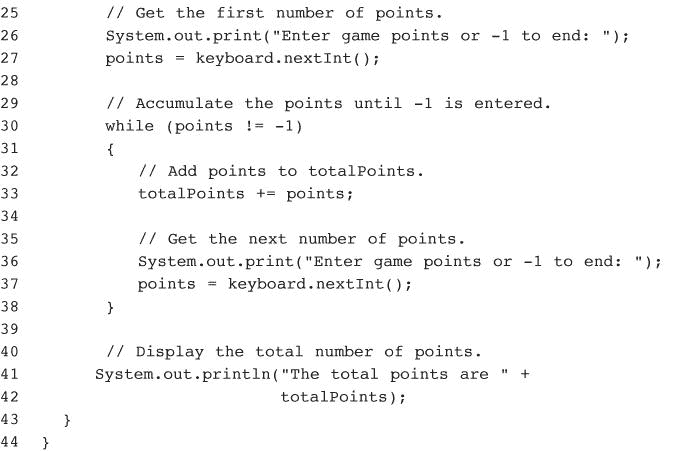 25 // Get the first number of points.
26 System.out.print("Enter game points or -1 to end: ");
27 points = keyboard.nextInt();
28
29 // Accumulate the points until -1 is entered.
30 while (points != -1)
31 {
32 // Add points to totalPoints.
33 totalPoints += points;
34
35 // Get the next number of points.
36 System.out.print("Enter game points or -1 to end: ");
37 points = keyboard.nextInt();
38 }
39
40 // Display the total number of points.
41 System.out.println("The total points are " +
42 totalPoints);
43 }
44 }